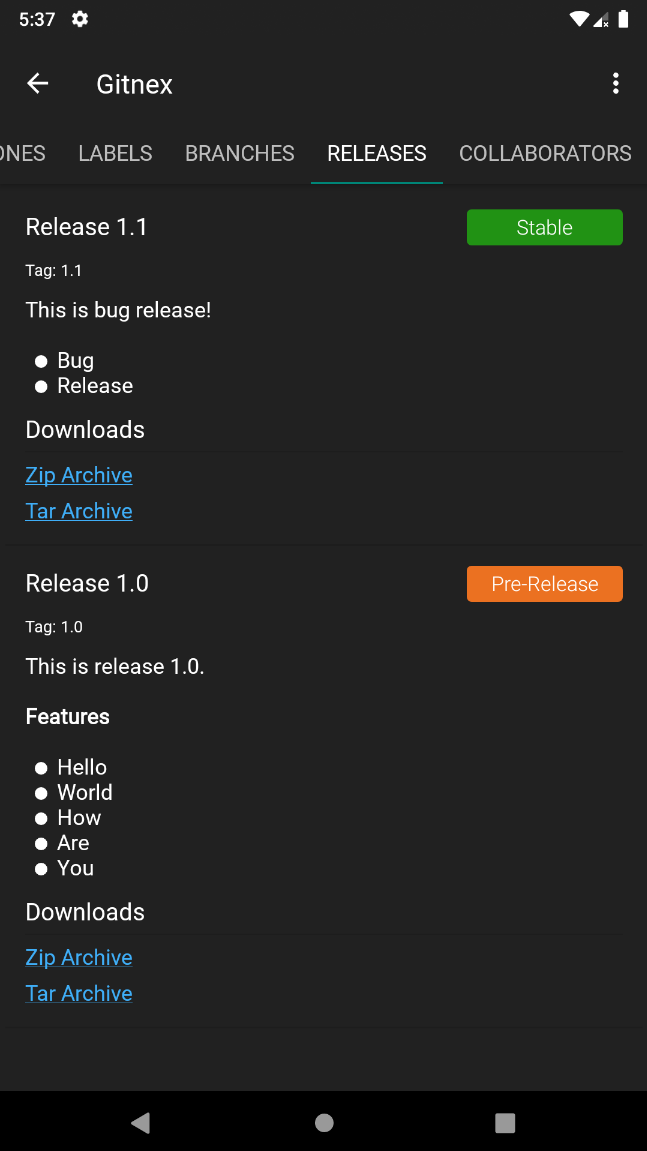 5:37
Gitnex
ONES LABELS BRANCHES RELEASES COLLABORATORS
Release 1.1 Stable
Tag: 1.1
This is bug release!
Bug
Release
Downloads
Zip Archive
Tar Archive
Release 1.0 Pre-Release
Tag: 1.0
This is release 1.0.
Features
Hello
World
How
Are
You
Downloads
Zip Archive
Tar Archive